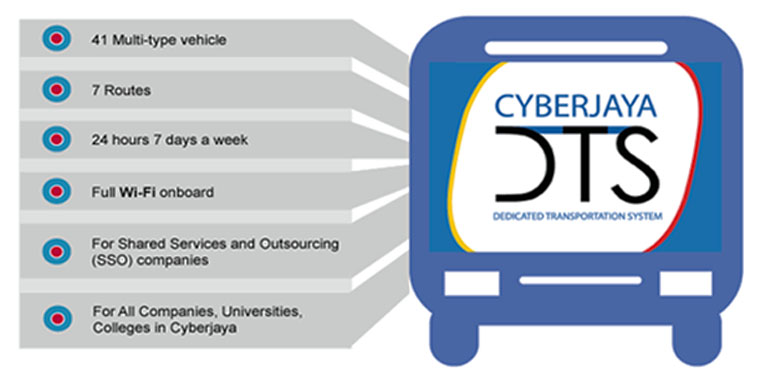 41 Multi-type vehicle
7 Routes
24 hours 7 days a week
Full Wi-Fi onboard
For Shared Services and Outsourcing
(SSO) companies
For All Companies, Universities,
Colleges in Cyberjaya
CYBERJAYA
DTS
DEDICATED TRANSPORTATION SYSTEM